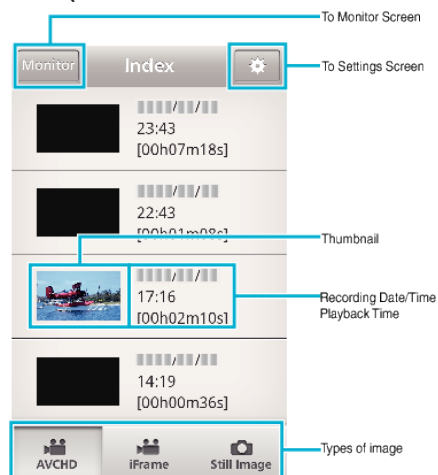 To Monitor Screen
Monitor
Index
To Settings Screen
23:43
[00h07m18s]
22:43
[00h01m08s]
Thumbnail
17:16
[00h02m10s]
Recording Date/Time
Playback Time
14:19
[00h00m36s]
AVCHD
iFrame
Still Image
Types of image